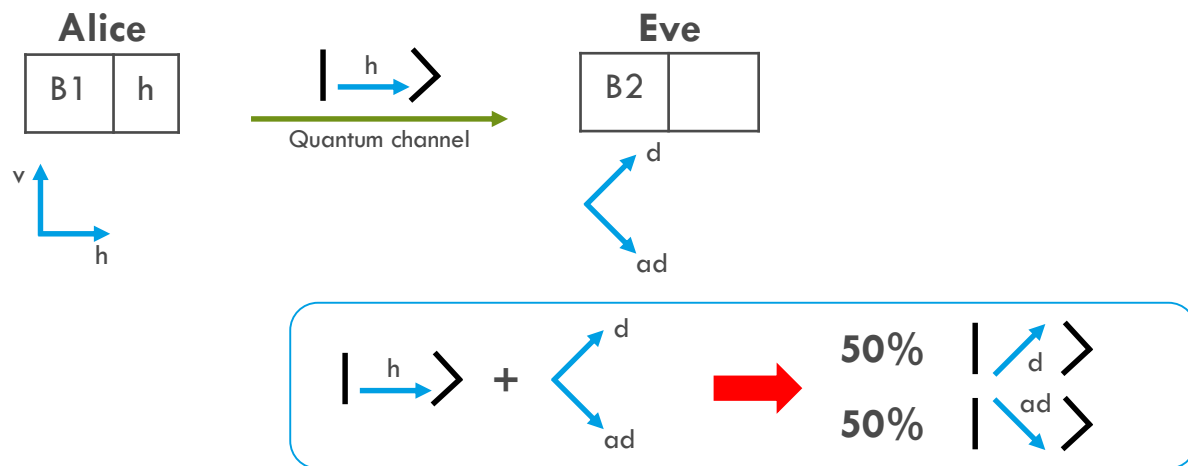 Alice
Eve
B1 h
h
Quantum channel
B2
v
h
d
ad
h
+
d
ad
50% d
50% ad